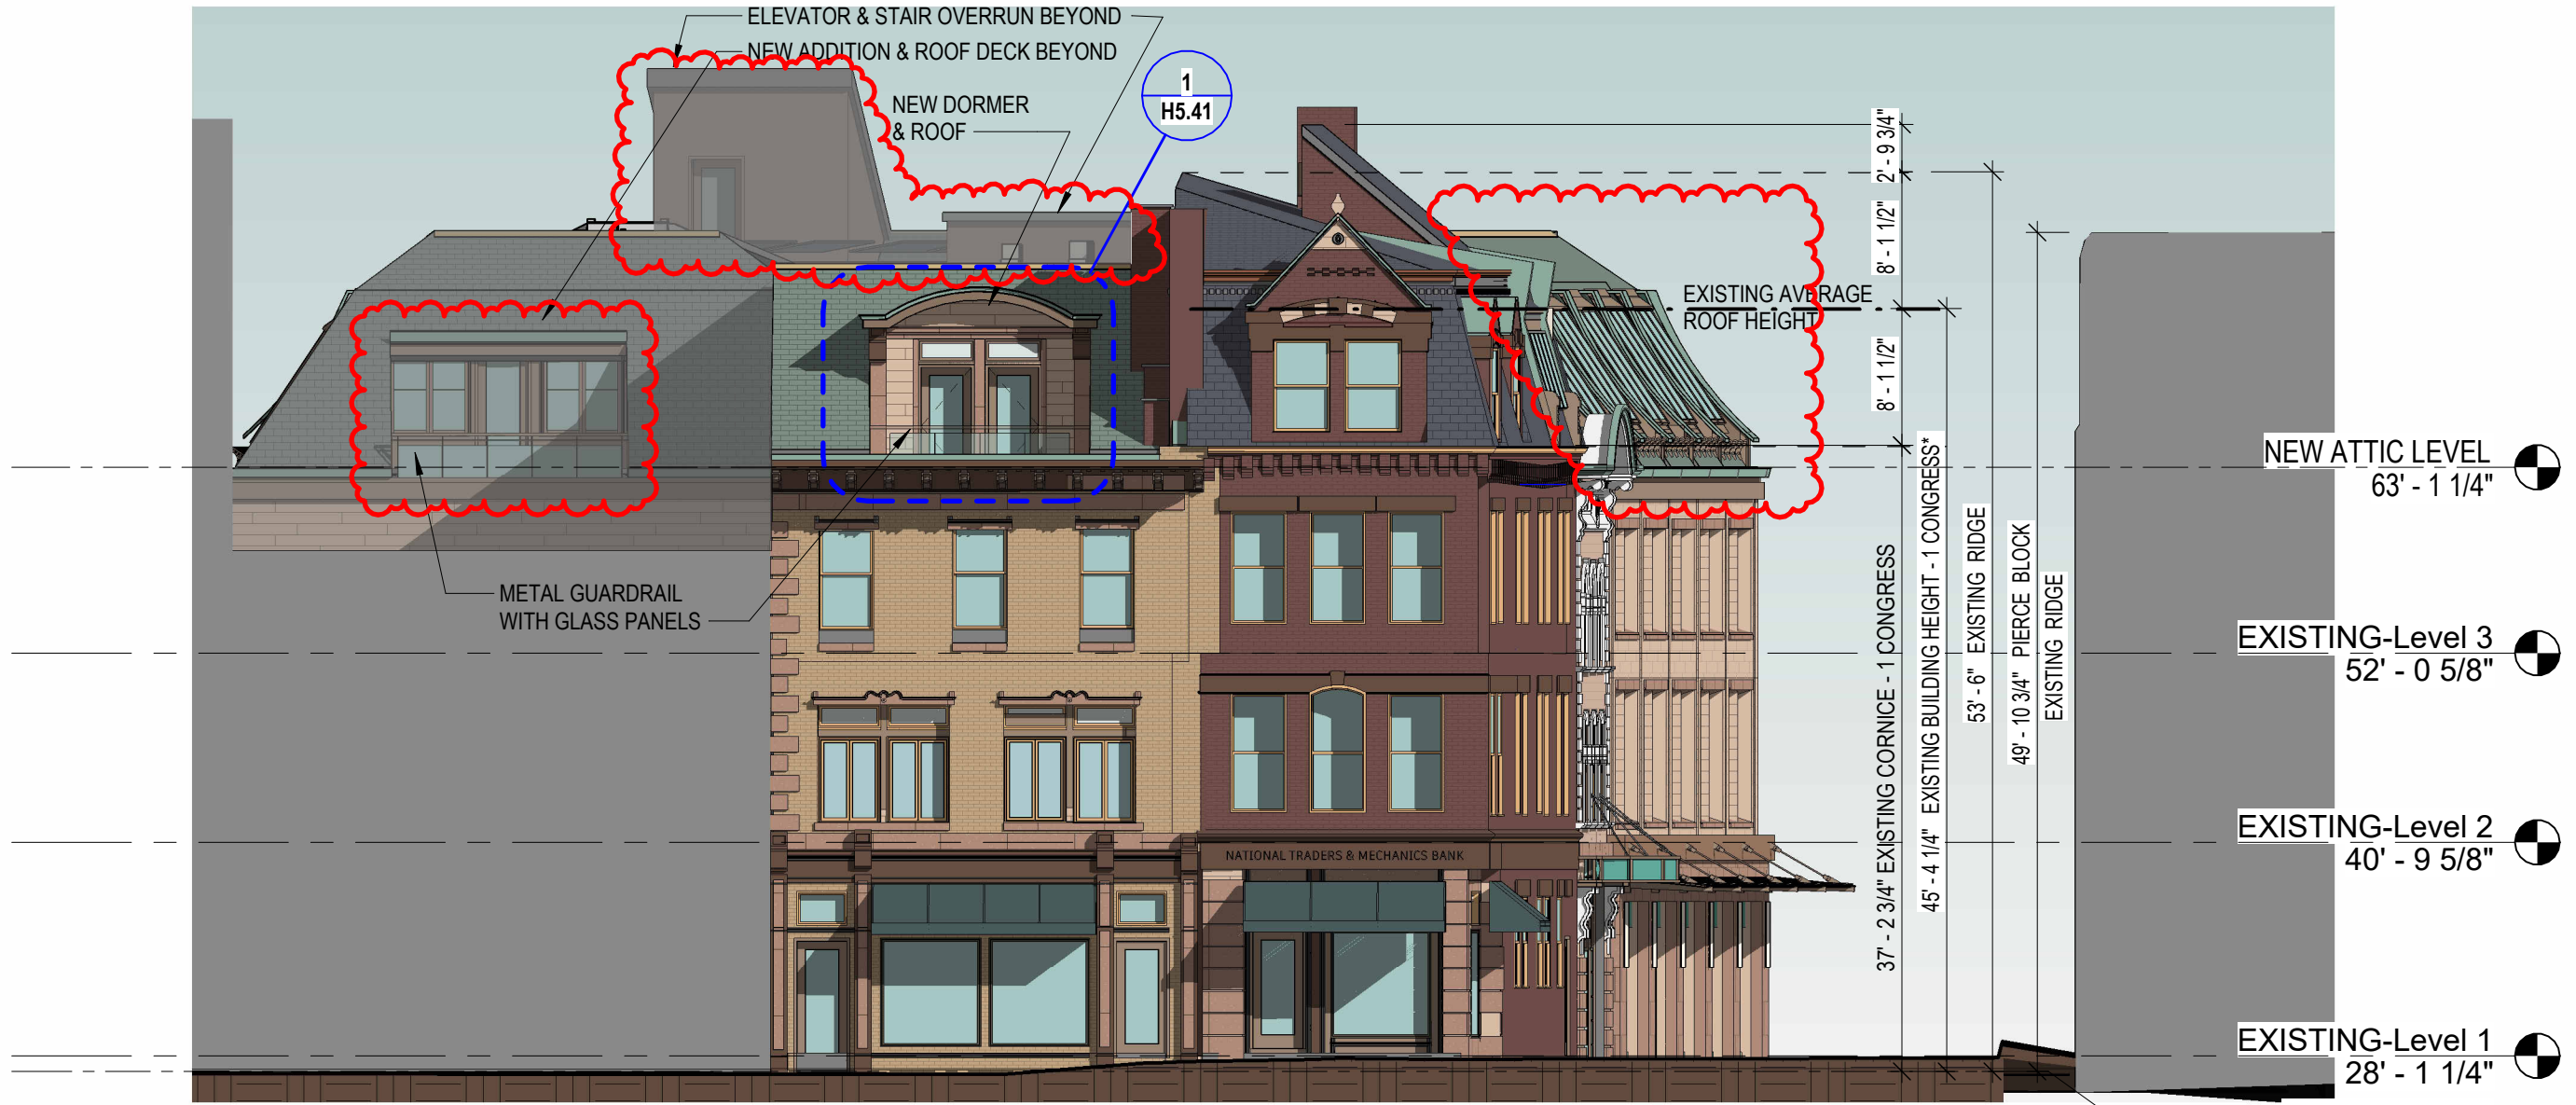 ELEVATOR & STAIR OVERRUN BEYOND
NEW ADDITION & ROOF DECK BEYOND
NEW DORMER
& ROOF
1
H5.41
2' - 9 3/4"
8' - 1 1/2"
EXISTING AVERAGE
ROOF HEIGHT
8' - 1 1/2"
NEW ATTIC LEVEL
63' - 1 1/4"
METAL GUARDRAIL
WITH GLASS PANELS
37' - 2 3/4" EXISTING CORNICE - 1 CONGRESS
45' - 4 1/4" EXISTING BUILDING HEIGHT - 1 CONGRESS*
53' - 6" EXISTING RIDGE
49' - 10 3/4" PIERCE BLOCK
EXISTING RIDGE
EXISTING-Level 3
52' - 0 5/8"
EXISTING-Level 2
40' - 9 5/8"
NATIONAL TRADERS & MECHANICS BANK
EXISTING-Level 1
28' - 1 1/4"